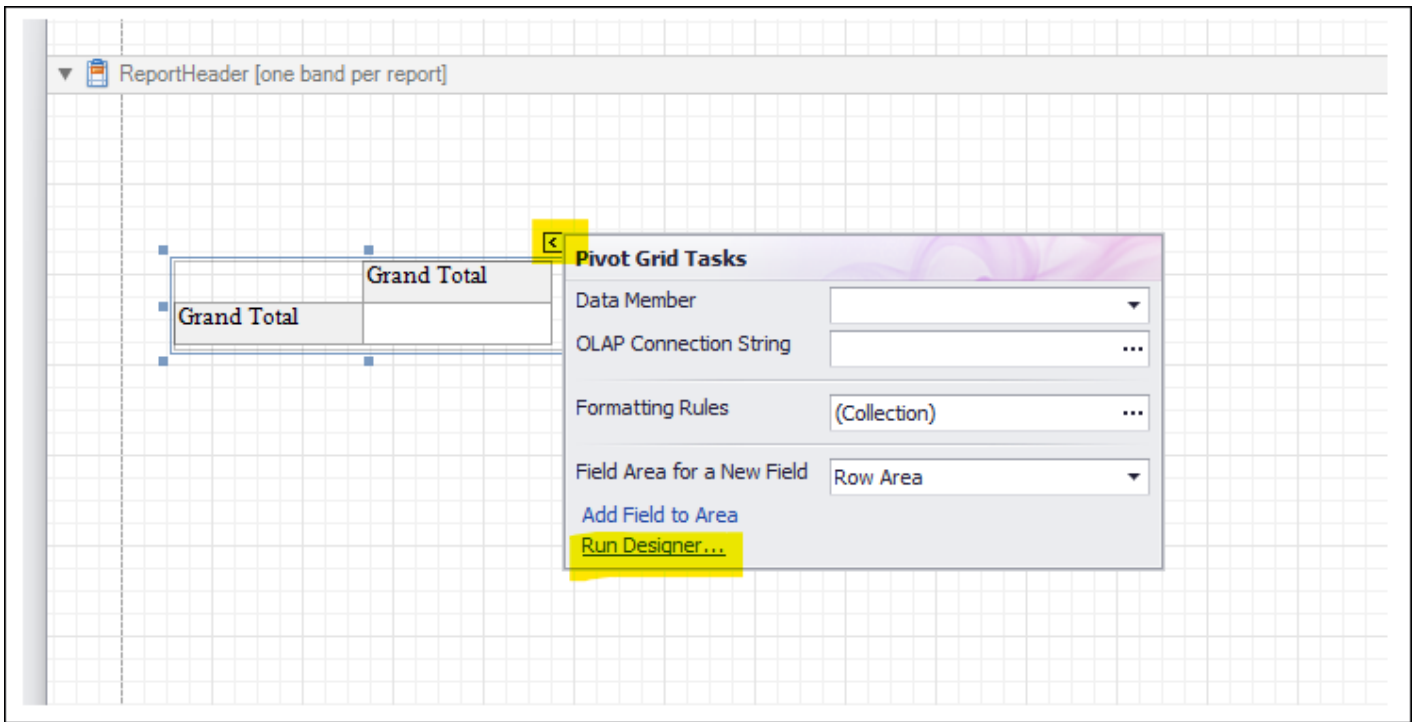 ReportHeader [one band per report]
Grand Total
Grand Total
Pivot Grid Tasks
Data Member
OLAP Connection String
...
Formatting Rules (Collection) ...
Field Area for a New Field Row Area
Add Field to Area
Run Designer...